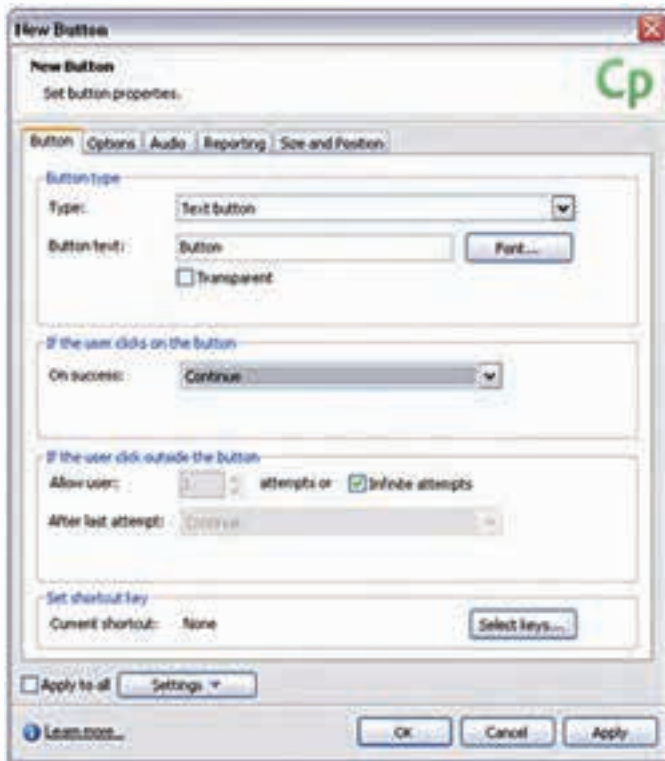 New Button
New Button
Set button properties.
Cp
Button Options Audio Reporting Size and Position
Button type
Type: Text button
Button text: Button Font...
Transparent
If the user clicks on the button
On success: Continue
If the user click outside the button
Allow user: 1 attempts or Infinite attempts
After last attempt: Continue
Set shortcut key
Current shortcut: None Select keys...
Apply to all Settings
Learn more... OK Cancel Apply